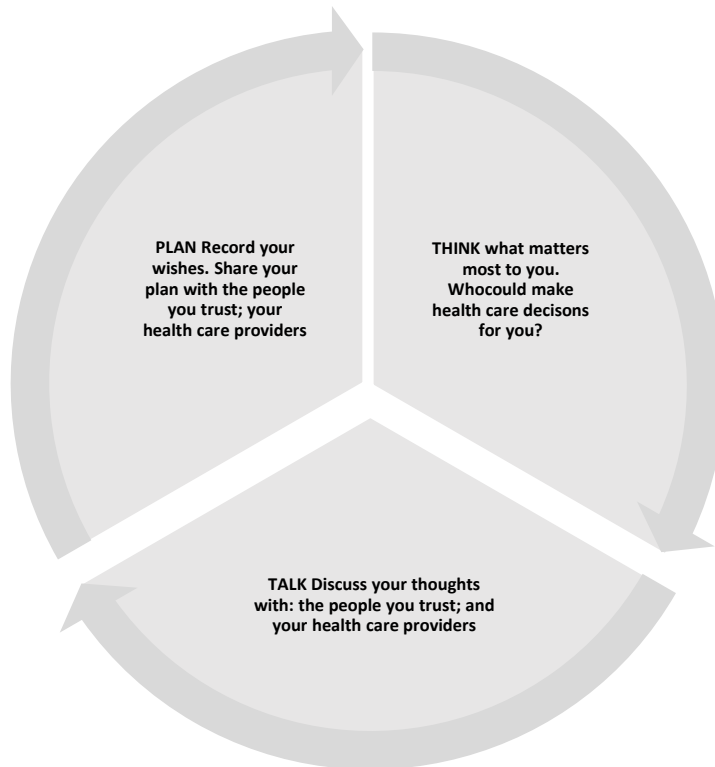 THINK what matters
most to you.
Whocould make
health care decisons
for you?
TALK Discuss your thoughts
with: the people you trust; and
your health care providers
PLAN Record your
wishes. Share your
plan with the people
you trust; your
health care providers